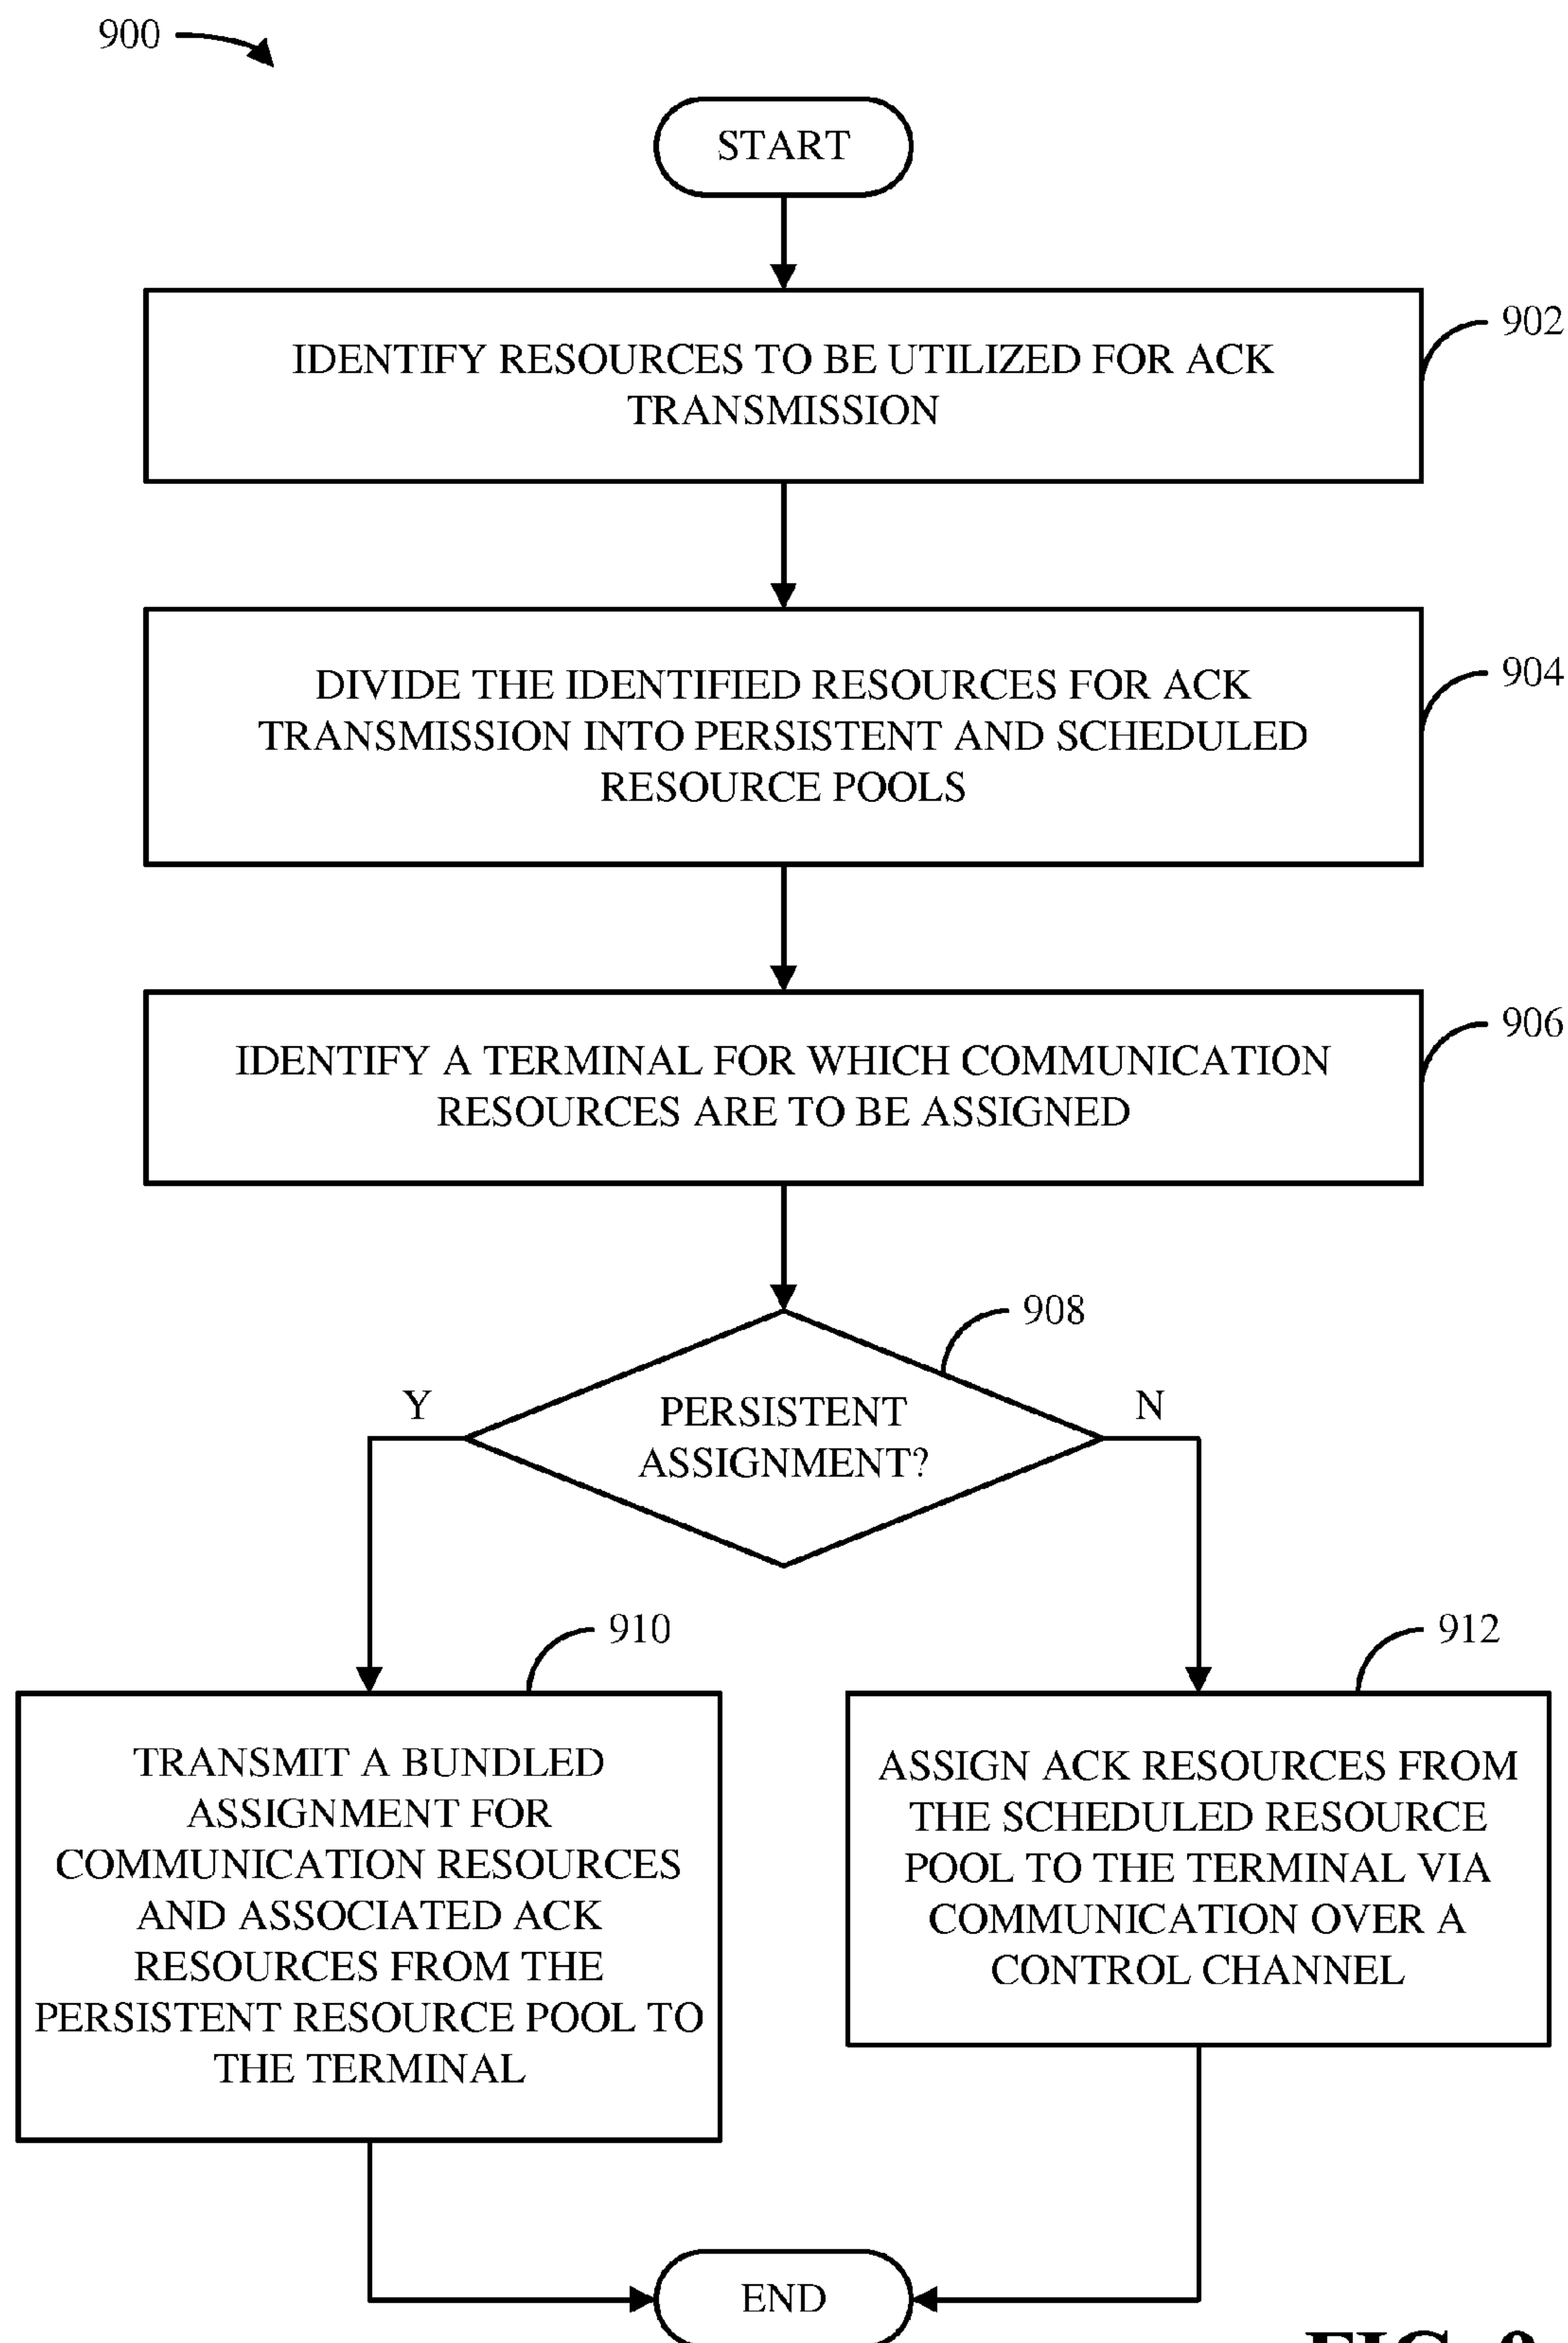 900
START
902
IDENTIFY RESOURCES TO BE UTILIZED FOR ACK
TRANSMISSION
904
DIVIDE THE IDENTIFIED RESOURCES FOR ACK
TRANSMISSION INTO PERSISTENT AND SCHEDULED
RESOURCE POOLS
906
IDENTIFY A TERMINAL FOR WHICH COMMUNICATION
RESOURCES ARE TO BE ASSIGNED
908
Y
N
PERSISTENT
ASSIGNMENT?
910
TRANSMIT A BUNDLED
ASSIGNMENT FOR
COMMUNICATION RESOURCES
AND ASSOCIATED ACK
RESOURCES FROM THE
PERSISTENT RESOURCE POOL TO
THE TERMINAL
912
ASSIGN ACK RESOURCES FROM
THE SCHEDULED RESOURCE
POOL TO THE TERMINAL VIA
COMMUNICATION OVER A
CONTROL CHANNEL
END